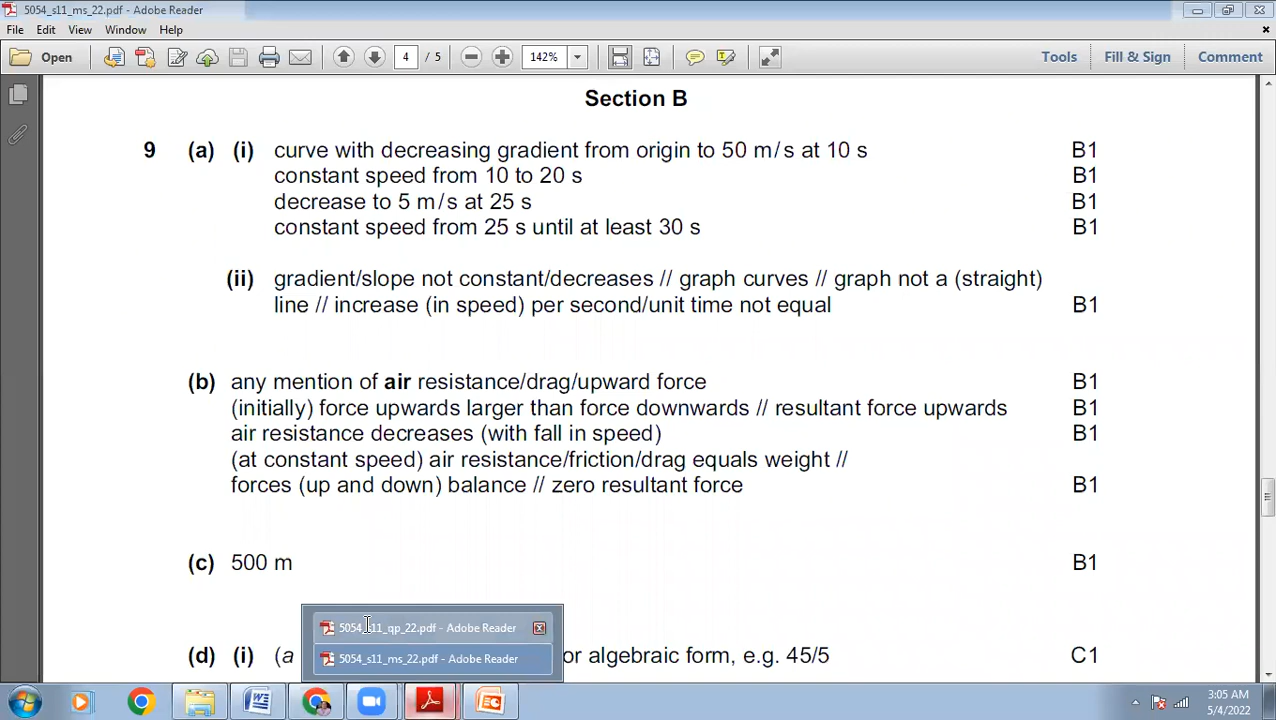 5054_s11_ms_22.pdf - Adobe Reader
File Edit View Window Help
Open 4 / 5 142% Tools Fill & Sign Comment
Section B
9 (a) (i) curve with decreasing gradient from origin to 50 m/s at 10 s B1
constant speed from 10 to 20 s B1
decrease to 5 m/s at 25 s B1
constant speed from 25 s until at least 30 s B1
(ii) gradient/slope not constant/decreases // graph curves // graph not a (straight)
line // increase (in speed) per second/unit time not equal B1
(b) any mention of air resistance/drag/upward force B1
(initially) force upwards larger than force downwards // resultant force upwards B1
air resistance decreases (with fall in speed) B1
(at constant speed) air resistance/friction/drag equals weight //
forces (up and down) balance // zero resultant force B1
(c) 500 m B1
5054_s11_qp_22.pdf - Adobe Reader
5054_s11_ms_22.pdf - Adobe Reader
(d) (i) (a or algebraic form, e.g. 45/5 C1
3:05 AM
5/4/2022